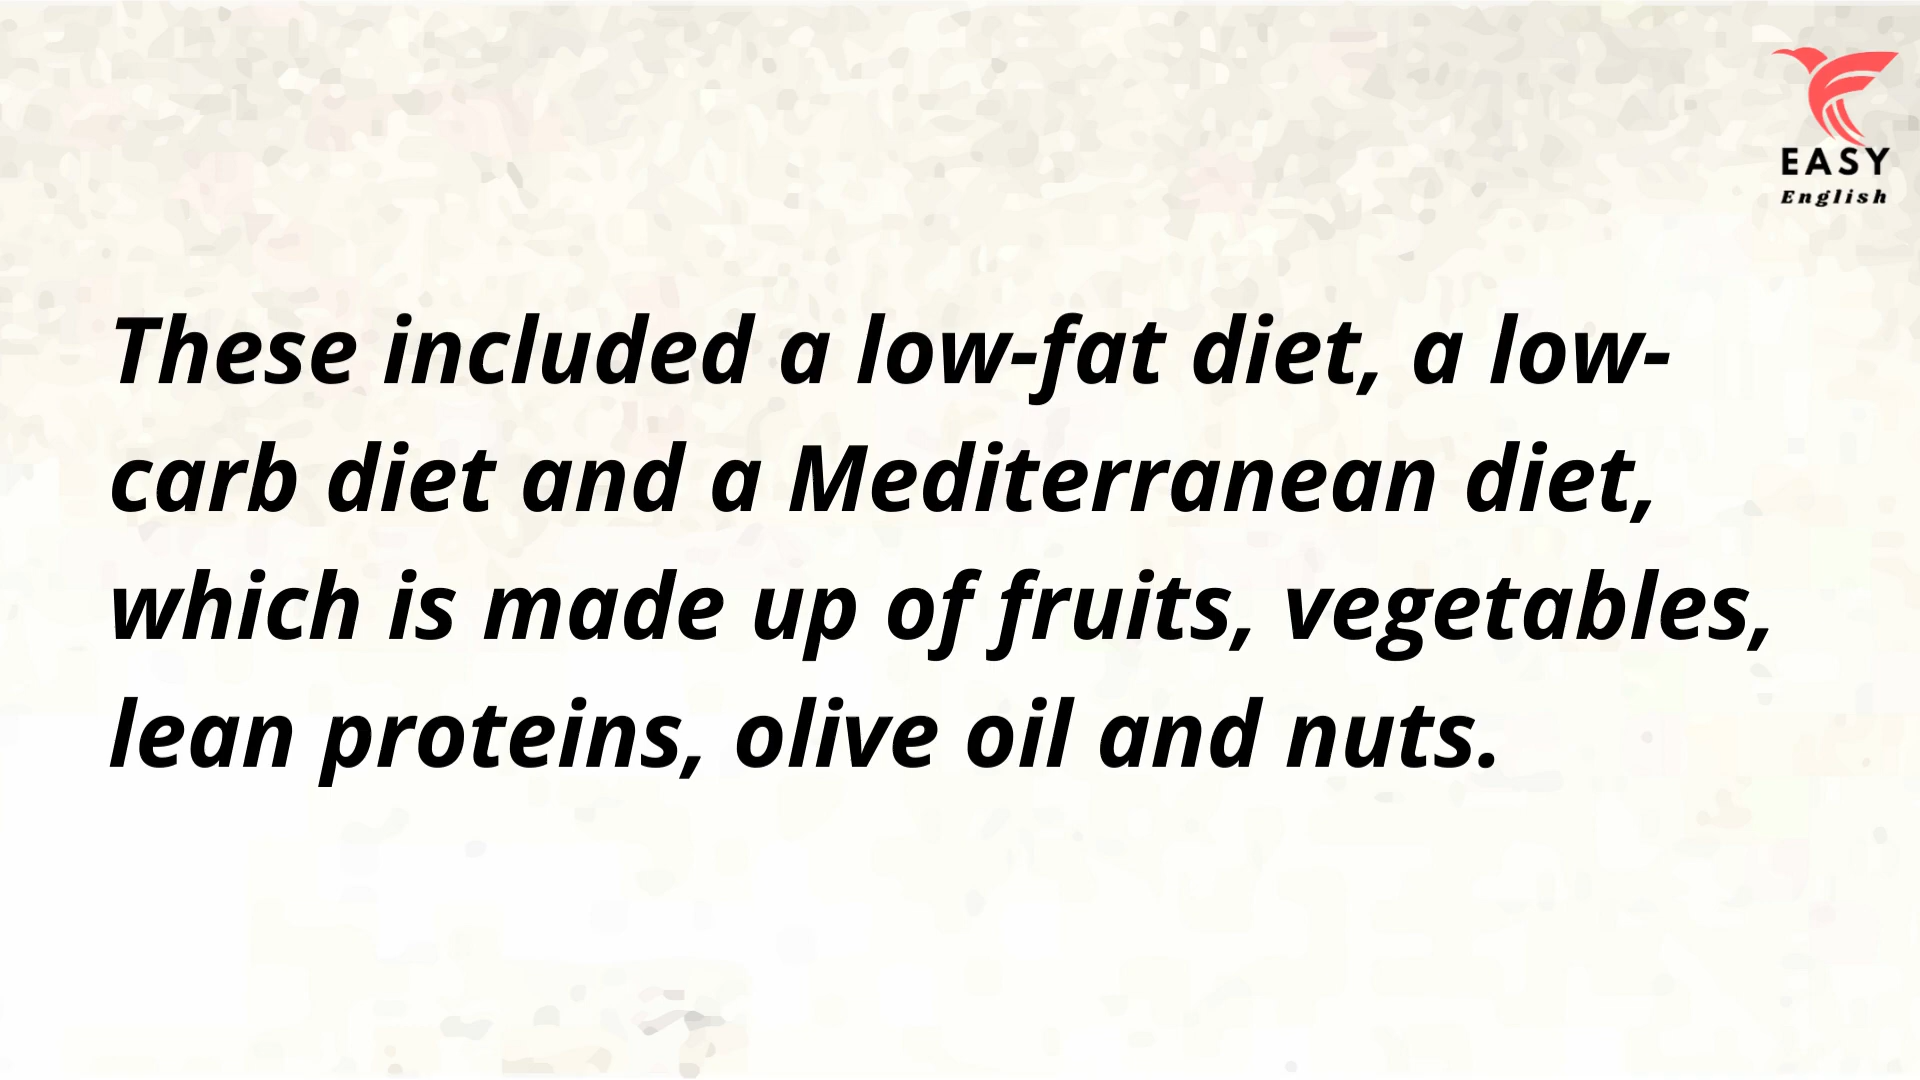 EASY
English
These included a low-fat diet, a low-
carb diet and a Mediterranean diet,
which is made up of fruits, vegetables,
lean proteins, olive oil and nuts.